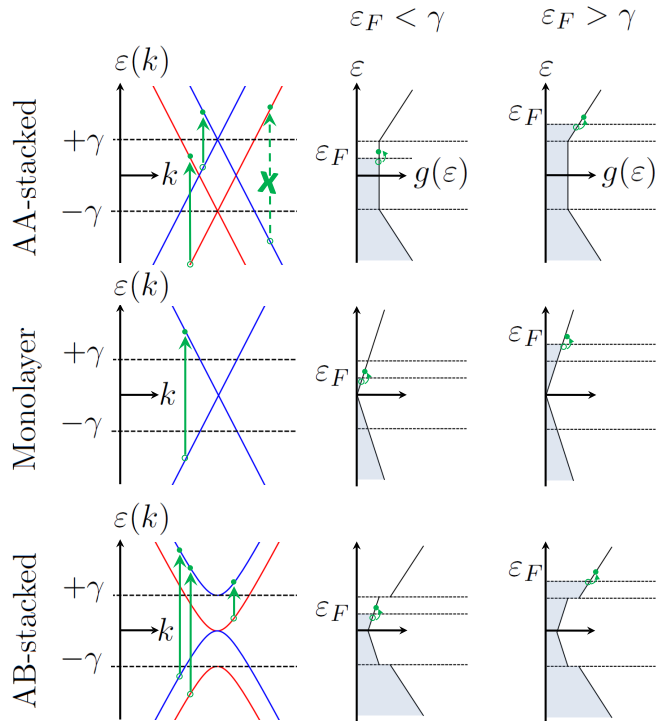 ε_F < γ
ε_F > γ
AA-stacked
ε(k)
+γ
k
−γ
ε
ε_F
g(ε)
ε
ε_F
g(ε)
Monolayer
ε(k)
+γ
k
−γ
ε_F
ε_F
AB-stacked
ε(k)
+γ
k
−γ
ε_F
ε_F
x